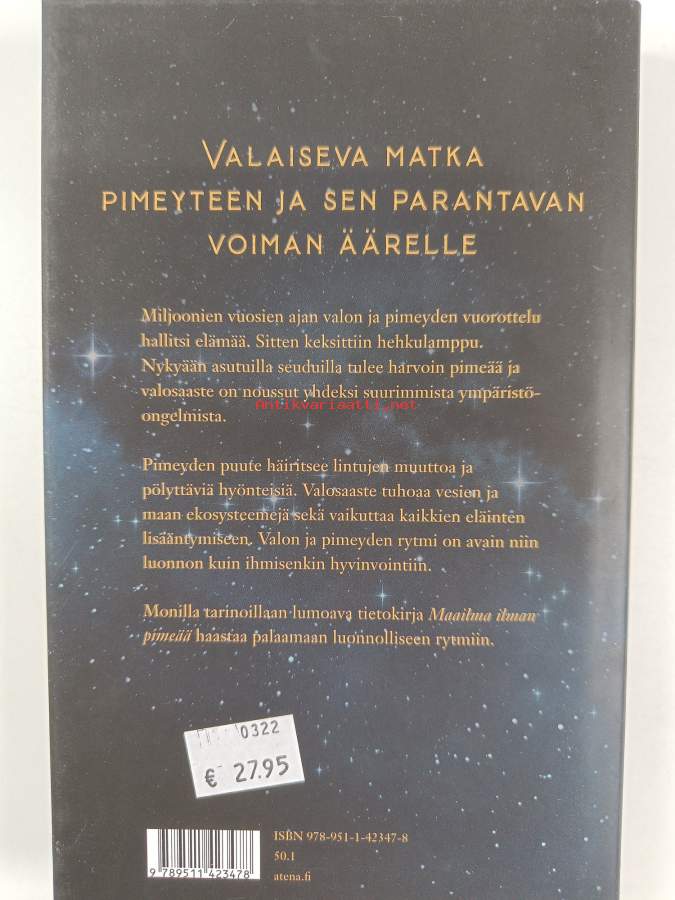 VALAISEVA MATKA
PIMEYTEEN JA SEN PARANTAVAN
VOIMAN ÄÄRELLE
Miljoonien vuosien ajan valon ja pimeyden vuorottelu
hallitsi elämää. Sitten keksittiin hehkulamppu.
Nykyään asutuilla seuduilla tulee harvoin pimeää ja
valosaaste on noussut yhdeksi suurimmista ympäristö-
Antikvariaatti.net
ongelmista.
Pimeyden puute häiritsee lintujen muuttoa ja
pölyttäviä hyönteisiä. Valosaaste tuhoaa vesien ja
maan ekosysteemejä sekä vaikuttaa kaikkien eläinten
lisääntymiseen. Valon ja pimeyden rytmi on avain niin
luonnon kuin ihmisenkin hyvinvointiin.
Monilla tarinoillaan lumoava tietokirja Maailma ilman
pimeää haastaa palaamaan luonnolliseen rytmiin.
0322
€ 27.95
ISBN 978-951-1-42347-8
50.1
atena.fi
9 789511 423478